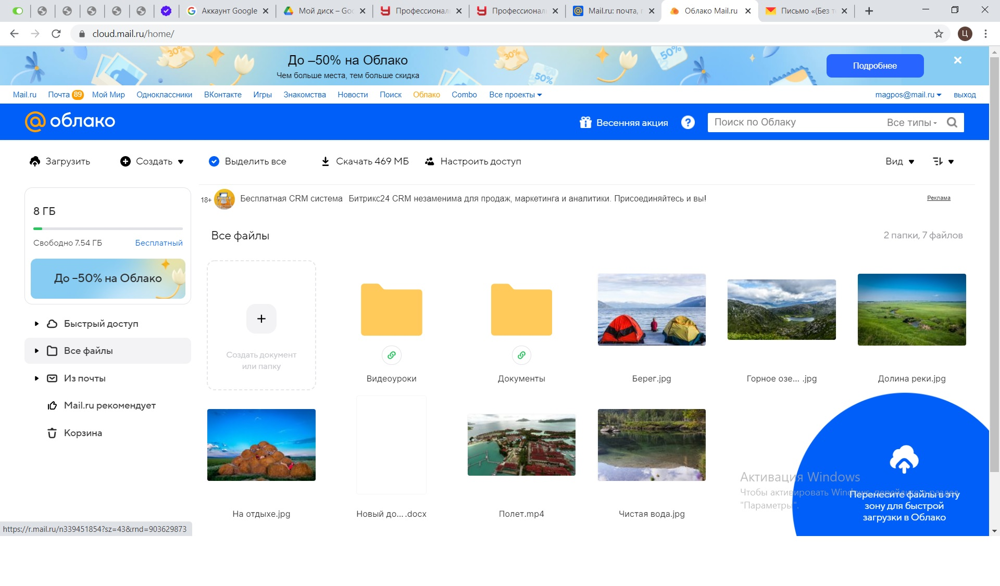 Аккаунт Google
Мой диск – Goo
Профессионалы
Профессионалы
Mail.ru: почта,
Облако Mail.ru
Письмо «(Без т
cloud.mail.ru/home/
Ц
30%
До –50% на Облако
Чем больше места, тем больше скидка
30%
50%
50%
Подробнее
Mail.ru Почта 89 Мой Мир Одноклассники ВКонтакте Игры Знакомства Новости Поиск Облако Combo Все проекты
magpos@mail.ru выход
облако
Весенняя акция
?
Поиск по Облаку
Все типы
Загрузить
Создать
Выделить все
Скачать 469 МБ
Настроить доступ
Вид
18+
Бесплатная CRM система Битрикс24 CRM незаменима для продаж, маркетинга и аналитики. Присоединяйтесь и вы!
Реклама
8 ГБ
Свободно 7.54 ГБ
Бесплатный
До –50% на Облако
Быстрый доступ
Все файлы
Из почты
Mail.ru рекомендует
Корзина
Все файлы
2 папки, 7 файлов
Создать документ
или папку
Видеоуроки
Документы
Берег.jpg
Горное озе... .jpg
Долина реки.jpg
На отдыхе.jpg
Новый до... .docx
Полет.mp4
Чистая вода.jpg
Активация Windows
Чтобы активировать Windows, перейдите в раздел
"Параметры".
Перенесите файлы в эту
зону для быстрой
загрузки в Облако
https://r.mail.ru/n339451854?sz=43&rnd=903629873